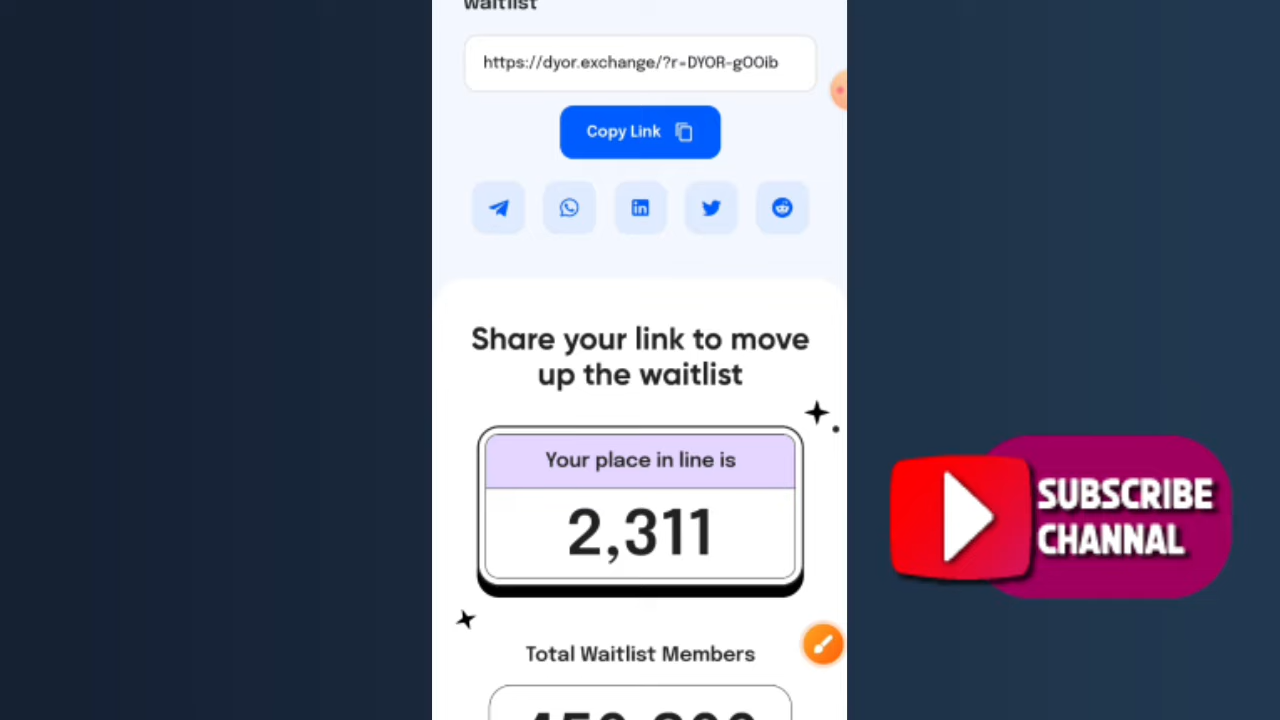 waitlist
https://dyor.exchange/?r=DYOR-gOOib
Copy Link
Share your link to move
up the waitlist
Your place in line is
2,311
Total Waitlist Members
SUBSCRIBE
CHANNAL